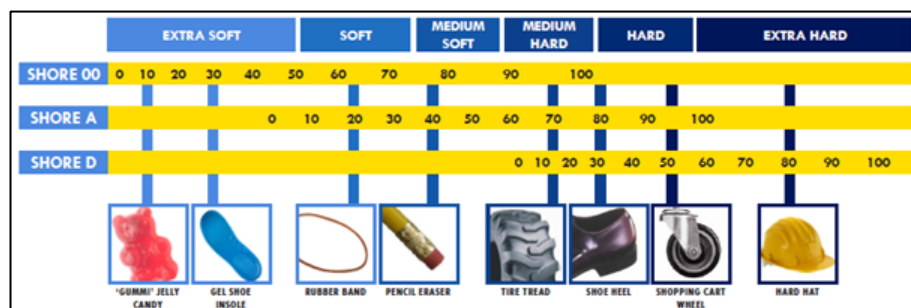 EXTRA SOFT SOFT MEDIUM SOFT MEDIUM HARD HARD EXTRA HARD
SHORE 00 0 10 20 30 40 50 60 70 80 90 100
SHORE A 0 10 20 30 40 50 60 70 80 90 100
SHORE D 0 10 20 30 40 50 60 70 80 90 100
'GUMMI' JELLY CANDY
GEL SHOE INSOLE
RUBBER BAND
PENCIL ERASER
TIRE TREAD
SHOE HEEL
SHOPPING CART WHEEL
HARD HAT